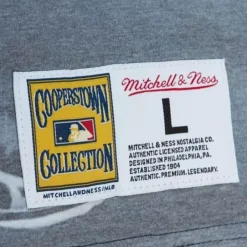 COOPERSTOWN
COLLECTION
MITCHELLANDNESS/MLB
Mitchell & Ness
L
MITCHELL & NESS NOSTALGIA CO.
AUTHENTIC LICENSED APPAREL
DESIGNED IN PHILADELPHIA, PA.
ESTABLISHED 1904
AUTHENTIC. PREMIUM. LEGENDARY.